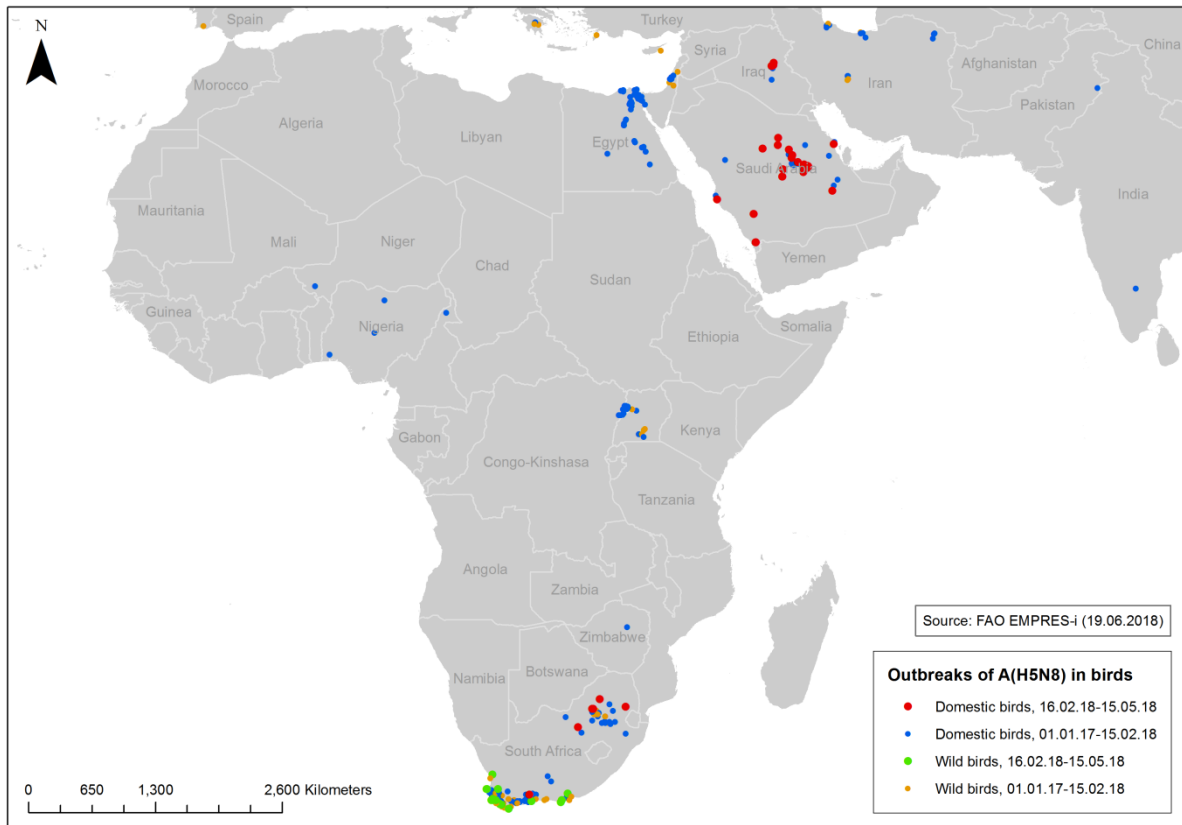 N
Spain
Turkey
China
Syria
Afghanistan
Morocco
Iraq
Iran
Pakistan
Algeria
Libyan
Egypt
Saudi Arabia
India
Mauritania
Mali
Niger
Chad
Sudan
Yemen
Guinea
Nigeria
Ethiopia
Somalia
Gabon
Kenya
Congo-Kinshasa
Tanzania
Angola
Zambia
Zimbabwe
Botswana
Namibia
South Africa
Source: FAO EMPRES-i (19.06.2018)
Outbreaks of A(H5N8) in birds
Domestic birds, 16.02.18-15.05.18
Domestic birds, 01.01.17-15.02.18
Wild birds, 16.02.18-15.05.18
Wild birds, 01.01.17-15.02.18
0 650 1,300 2,600 Kilometers